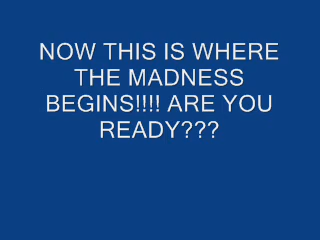 NOW THIS IS WHERE
THE MADNESS
BEGINS!!!! ARE YOU
READY???